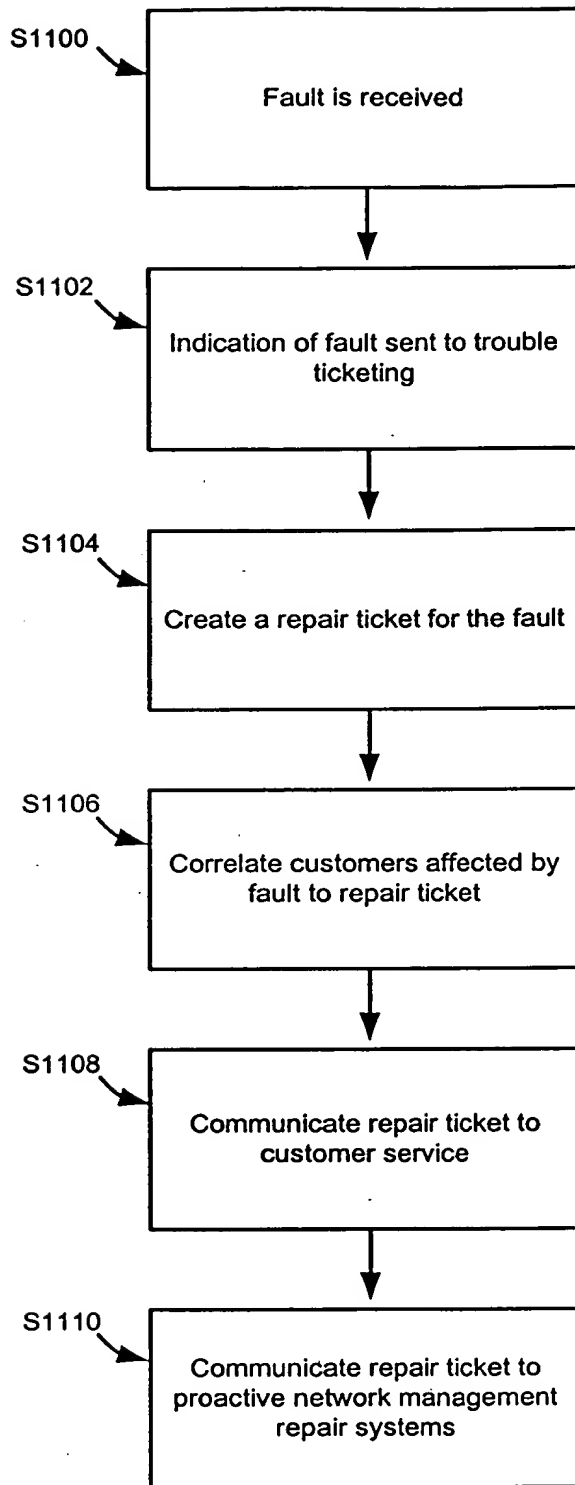 S1100
Fault is received
S1102
Indication of fault sent to trouble
ticketing
S1104
Create a repair ticket for the fault
S1106
Correlate customers affected by
fault to repair ticket
S1108
Communicate repair ticket to
customer service
S1110
Communicate repair ticket to
proactive network management
repair systems